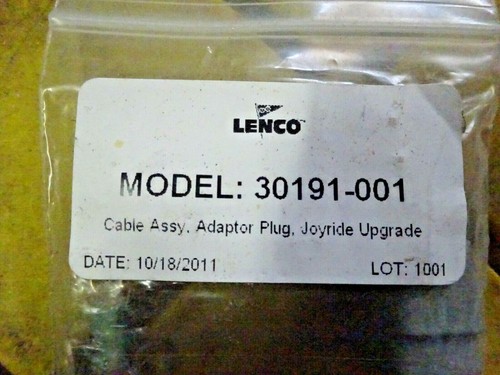 LENCO
MODEL: 30191-001
Cable Assy, Adaptor Plug, Joyride Upgrade
DATE: 10/18/2011 LOT: 1001